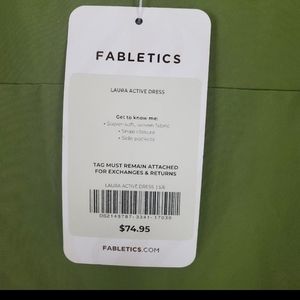 FABLETICS
LAURA ACTIVE DRESS
Get to know me:
• Super-soft, woven fabric
• Snap closure
• Side pockets
TAG MUST REMAIN ATTACHED
FOR EXCHANGES & RETURNS
LAURA ACTIVE DRESS
$74.95
FABLETICS.COM